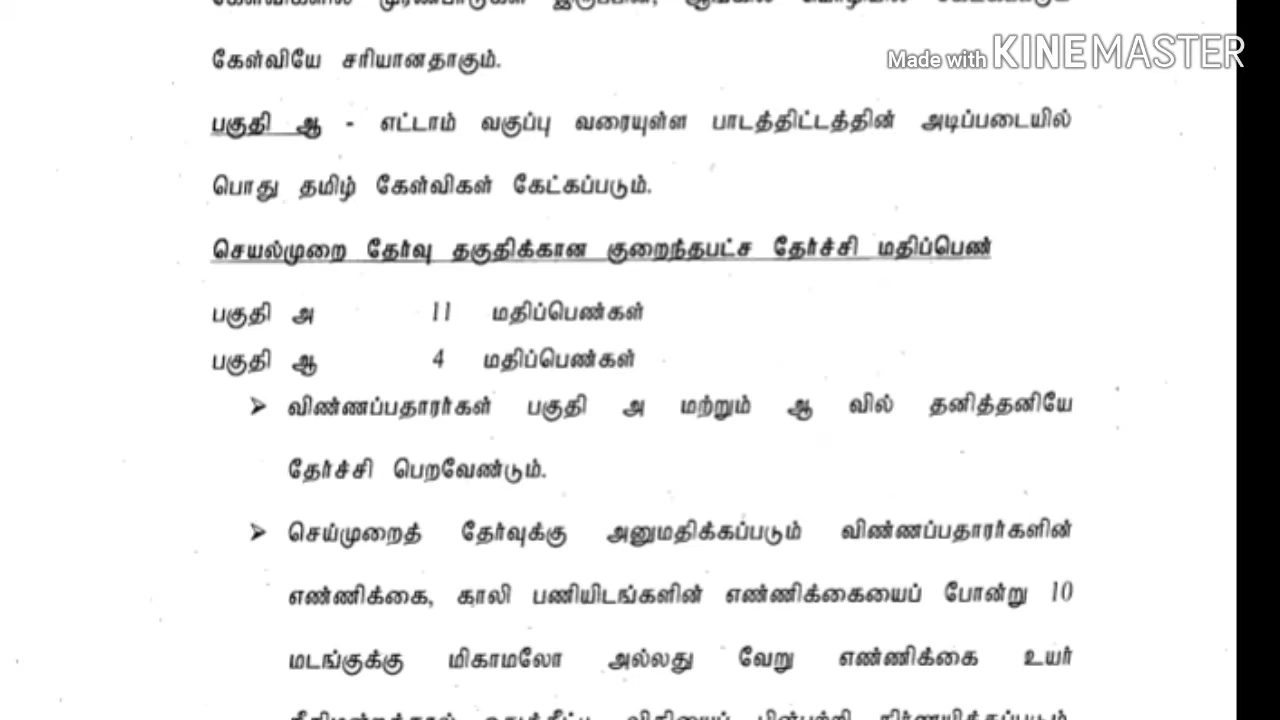 Made with KINEMASTER
கேள்வியே சரியானதாகும்.
பகுதி ஆ - எட்டாம் வகுப்பு வரையுள்ள பாடத்திட்டத்தின் அடிப்படையில்
பொது தமிழ் கேள்விகள் கேட்கப்படும்.
செயல்முறை தேர்வு தகுதிக்கான குறைந்தபட்ச தேர்ச்சி மதிப்பெண்
பகுதி அ 11 மதிப்பெண்கள்
பகுதி ஆ 4 மதிப்பெண்கள்
➢ விண்ணப்பதாரர்கள் பகுதி அ மற்றும் ஆ வில் தனித்தனியே
தேர்ச்சி பெறவேண்டும்.
➢ செய்முறைத் தேர்வுக்கு அனுமதிக்கப்படும் விண்ணப்பதாரர்களின்
எண்ணிக்கை, காலி பணியிடங்களின் எண்ணிக்கையைப் போன்று 10
மடங்குக்கு மிகாமலோ அல்லது வேறு எண்ணிக்கை உயர்